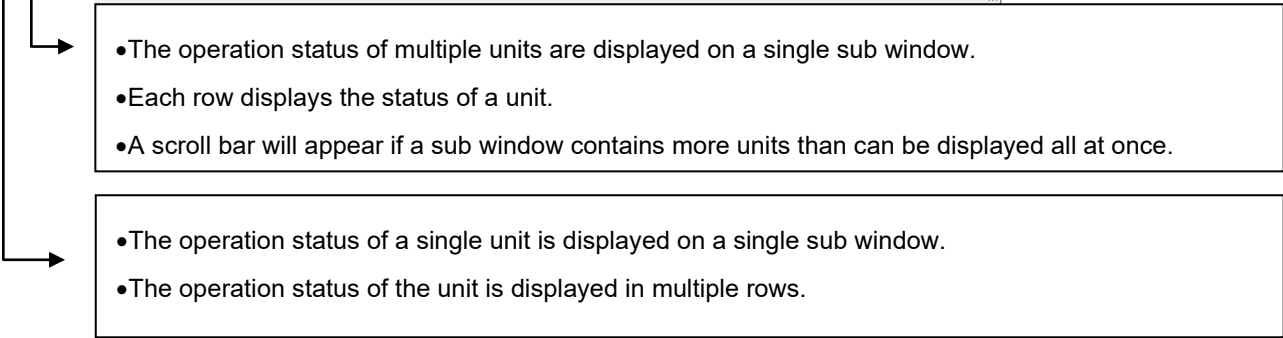 •The operation status of multiple units are displayed on a single sub window.
•Each row displays the status of a unit.
•A scroll bar will appear if a sub window contains more units than can be displayed all at once.
•The operation status of a single unit is displayed on a single sub window.
•The operation status of the unit is displayed in multiple rows.